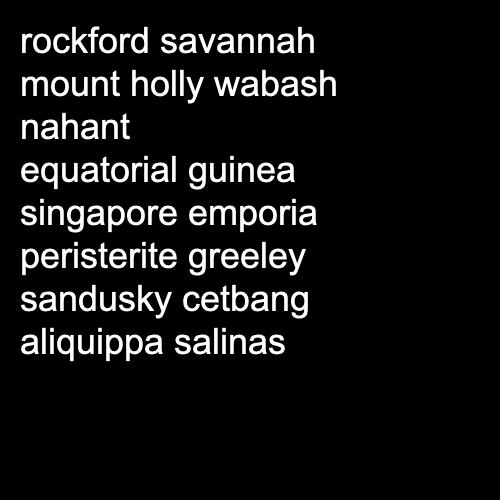 rockford savannah
mount holly wabash
nahant
equatorial guinea
singapore emporia
peristerite greeley
sandusky cetbang
aliquippa salinas